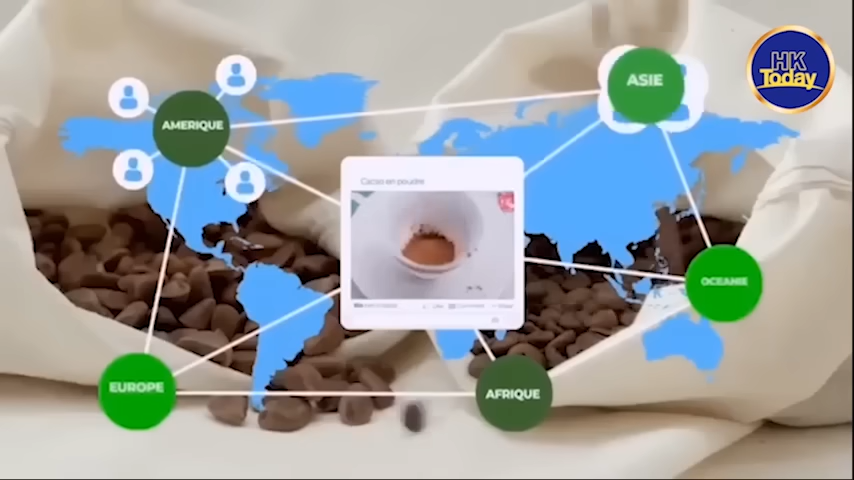 HK
Today
ASIE
AMERIQUE
Cacao en poudre
OCEANIE
EUROPE
AFRIQUE